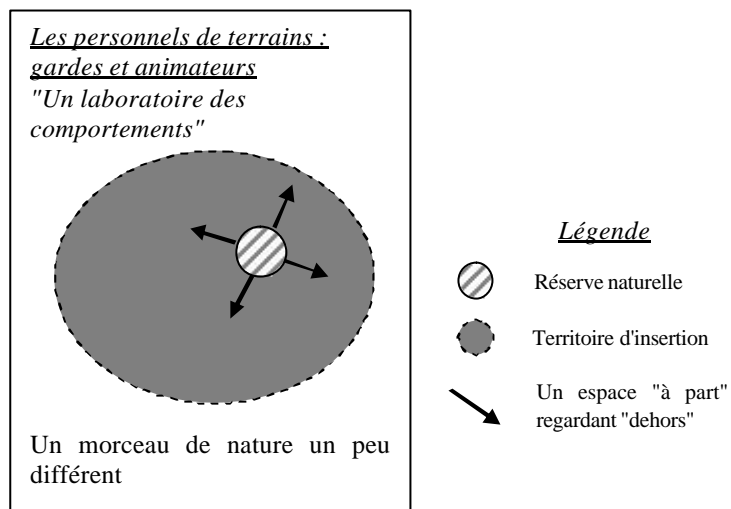 Les personnels de terrains :
gardes et animateurs
"Un laboratoire des
comportements"
Un morceau de nature un peu
différent
Légende
Réserve naturelle
Territoire d'insertion
Un espace "à part"
regardant "dehors"